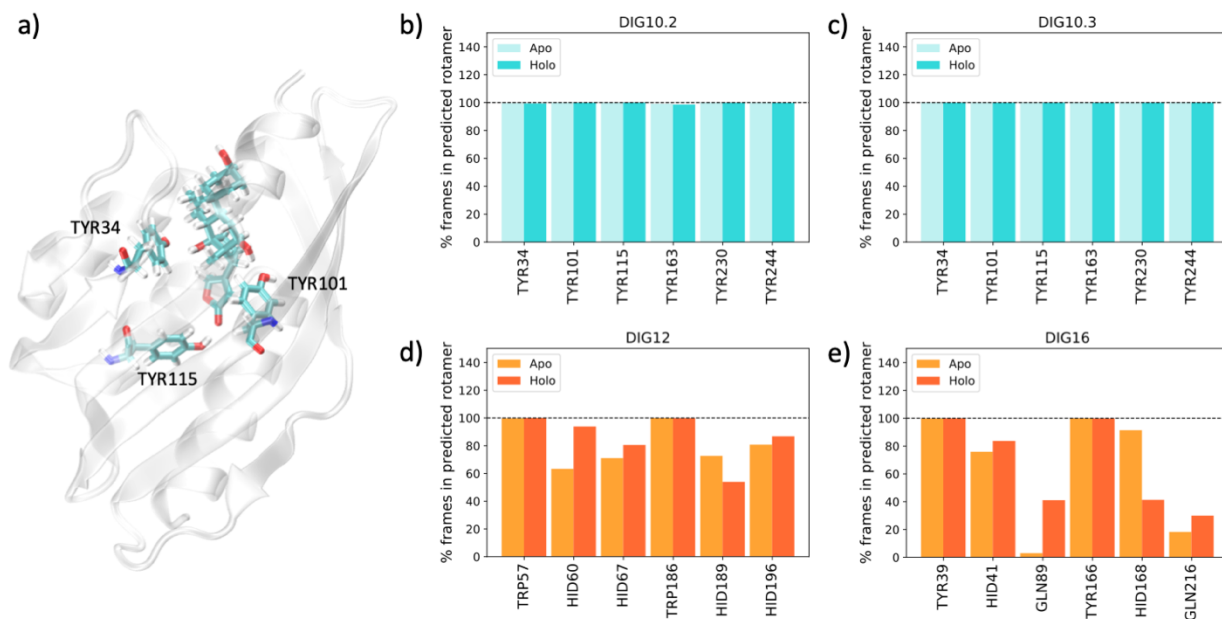 a)
TYR34
TYR101
TYR115
b)
DIG10.2
Apo
Holo
% frames in predicted rotamer
140
120
100
80
60
40
20
0
TYR34
TYR101
TYR115
TYR163
TYR230
TYR244
c)
DIG10.3
Apo
Holo
% frames in predicted rotamer
140
120
100
80
60
40
20
0
TYR34
TYR101
TYR115
TYR163
TYR230
TYR244
d)
DIG12
Apo
Holo
% frames in predicted rotamer
140
120
100
80
60
40
20
0
TRP57
HID60
HID67
TRP186
HID189
HID196
e)
DIG16
Apo
Holo
% frames in predicted rotamer
140
120
100
80
60
40
20
0
TYR39
HID41
GLN89
TYR166
HID168
GLN216